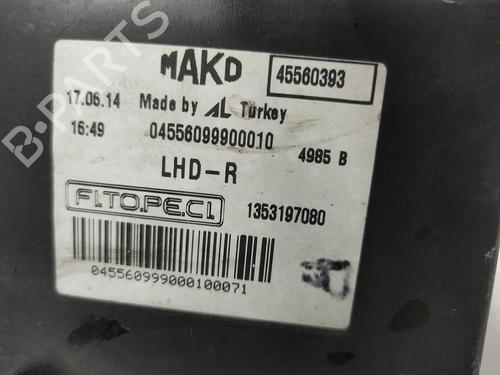 MAKO 45560393
17.06.14 Made by AL Turkey
16:49 04556099900010 4985 B
LHD-R
FI.TO.PE.CI. 1353197080
045560999000100071
B-PARTS